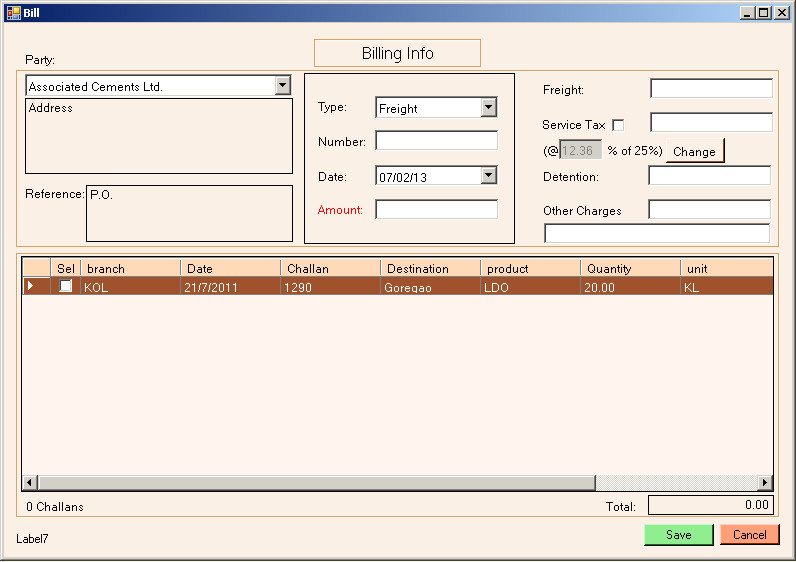 Bill
Billing Info
Party:
Associated Cements Ltd.
Address
Reference:
P.O.
Type:
Freight
Number:
Date:
07/02/13
Amount:
Freight:
Service Tax
(@ 12.36 % of 25%)
Change
Detention:
Other Charges
Sel branch Date Challan Destination product Quantity unit
KOL 21/7/2011 1290 Goregao LDO 20.00 KL
0 Challans
Total: 0.00
Label7
Save
Cancel